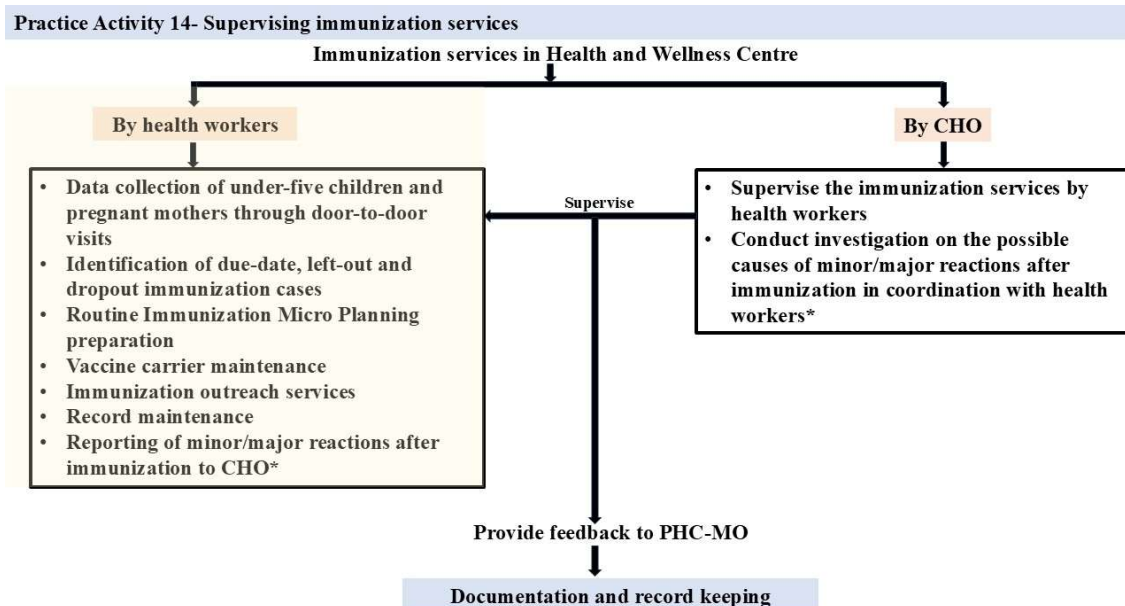 Practice Activity 14- Supervising immunization services
Immunization services in Health and Wellness Centre
By health workers
• Data collection of under-five children and
pregnant mothers through door-to-door
visits
• Identification of due-date, left-out and
dropout immunization cases
• Routine Immunization Micro Planning
preparation
• Vaccine carrier maintenance
• Immunization outreach services
• Record maintenance
• Reporting of minor/major reactions after
immunization to CHO*
Supervise
By CHO
• Supervise the immunization services by
health workers
• Conduct investigation on the possible
causes of minor/major reactions after
immunization in coordination with health
workers*
Provide feedback to PHC-MO
Documentation and record keeping